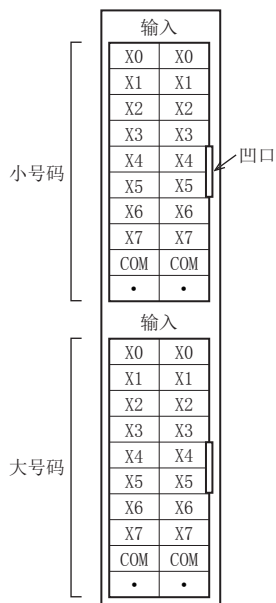 输入
X0 X0
X1 X1
X2 X2
X3 X3
X4 X4
X5 X5
X6 X6
X7 X7
COM COM
• •
小号码
凹口
输入
X0 X0
X1 X1
X2 X2
X3 X3
X4 X4
X5 X5
X6 X6
X7 X7
COM COM
• •
大号码